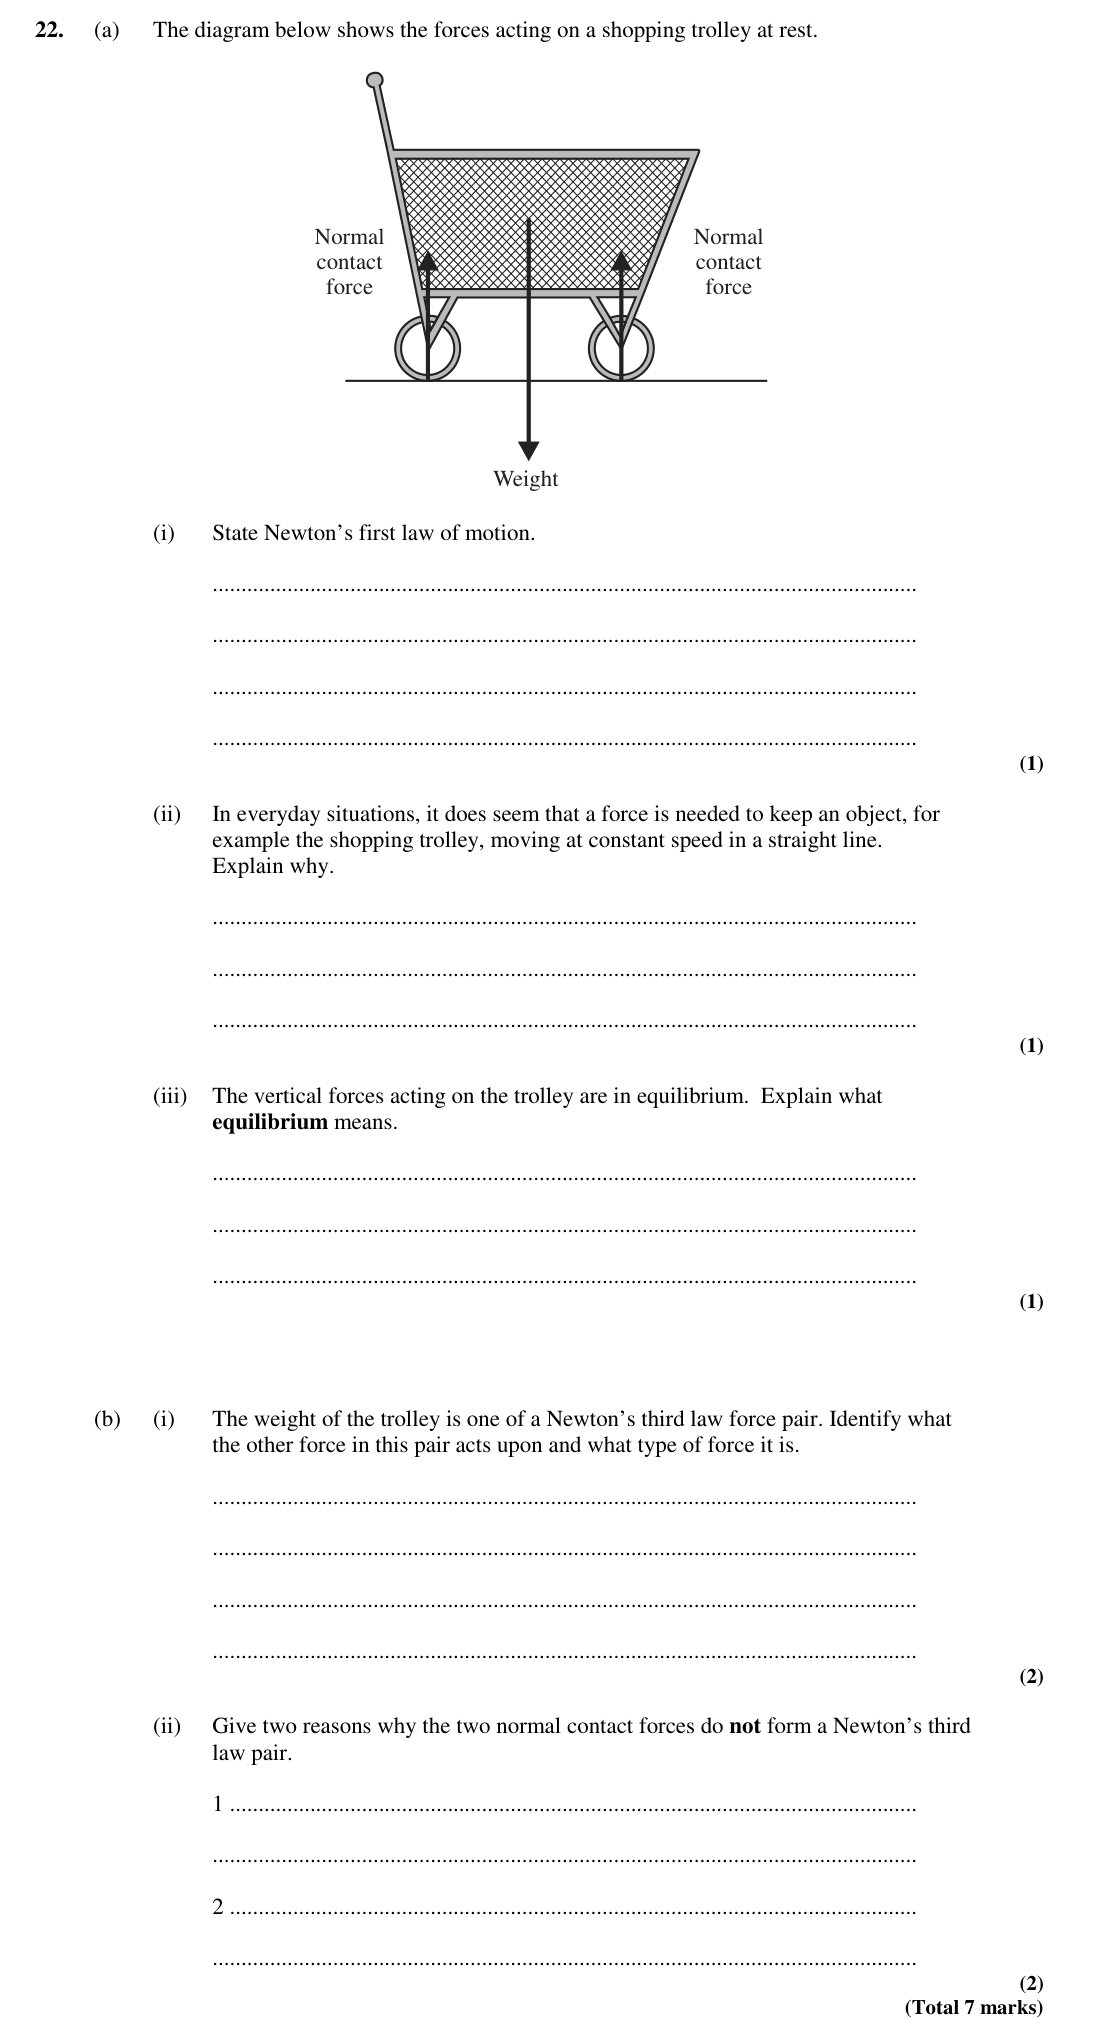 22. (a) The diagram below shows the forces acting on a shopping trolley at rest.
Normal
contact
force
Normal
contact
force
Weight
(i) State Newton's first law of motion.
....................................................................................................................
....................................................................................................................
....................................................................................................................
....................................................................................................................
(1)
(ii) In everyday situations, it does seem that a force is needed to keep an object, for
example the shopping trolley, moving at constant speed in a straight line.
Explain why.
....................................................................................................................
....................................................................................................................
....................................................................................................................
(1)
(iii) The vertical forces acting on the trolley are in equilibrium. Explain what
equilibrium means.
....................................................................................................................
....................................................................................................................
....................................................................................................................
(1)
(b) (i) The weight of the trolley is one of a Newton's third law force pair. Identify what
the other force in this pair acts upon and what type of force it is.
....................................................................................................................
....................................................................................................................
....................................................................................................................
....................................................................................................................
(2)
(ii) Give two reasons why the two normal contact forces do not form a Newton's third
law pair.
1 .................................................................................................................
....................................................................................................................
2 .................................................................................................................
....................................................................................................................
(2)
(Total 7 marks)